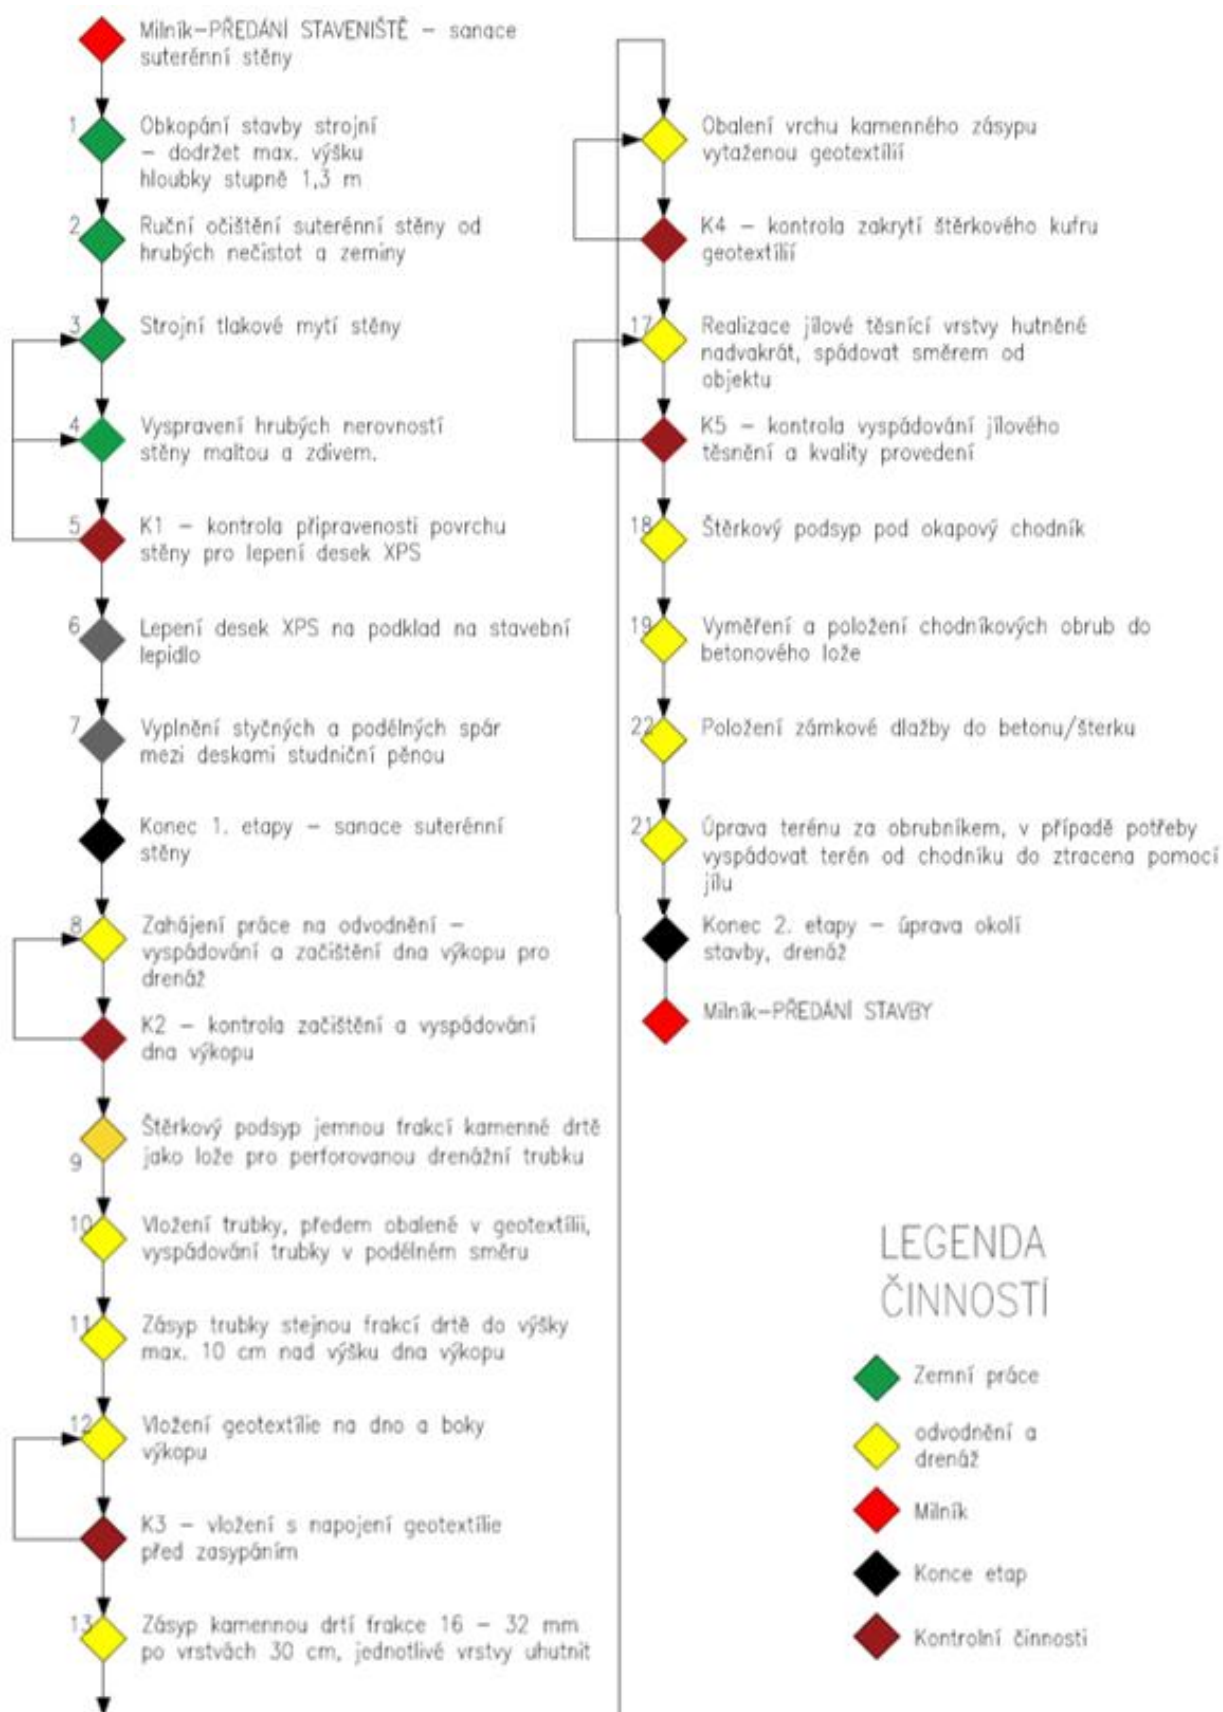 Milník–PŘEDÁNÍ STAVENIŠTĚ – sanace
suterénní stěny
1
Obkopání stavby strojní
– dodržet max. výšku
hloubky stupně 1,3 m
2
Ruční očištění suterénní stěny od
hrubých nečistot a zeminy
3
Strojní tlakové mytí stěny
4
Vyspravení hrubých nerovností
stěny maltou a zdivem.
5
K1 – kontrola připravenosti povrchu
stěny pro lepení desek XPS
6
Lepení desek XPS na podklad na stavební
lepidlo
7
Vyplnění styčných a podélných spár
mezi deskami studniční pěnou
Konec 1. etapy – sanace suterénní
stěny
8
Zahájení práce na odvodnění –
vyspádování a začištění dna výkopu pro
drenáž
K2 – kontrola začištění a vyspádování
dna výkopu
9
Štěrkový podsyp jemnou frakcí kamenné drtě
jako lože pro perforovanou drenážní trubku
10
Vložení trubky, předem obalené v geotextílii,
vyspádování trubky v podélném směru
11
Zásyp trubky stejnou frakcí drtě do výšky
max. 10 cm nad výšku dna výkopu
12
Vložení geotextílie na dno a boky
výkopu
K3 – vložení s napojení geotextílie
před zasypáním
13
Zásyp kamennou drtí frakce 16 – 32 mm
po vrstvách 30 cm, jednotlivé vrstvy uhutnit
Obalení vrchu kamenného zásypu
vytaženou geotextílií
K4 – kontrola zakrytí štěrkového kufru
geotextílií
17
Realizace jílové těsnící vrstvy hutněné
nadvakrát, spádovat směrem od
objektu
K5 – kontrola vyspádování jílového
těsnění a kvality provedení
18
Štěrkový podsyp pod okapový chodník
19
Vyměření a položení chodníkových obrub do
betonového lože
22
Položení zámkové dlažby do betonu/šterku
21
Úprava terénu za obrubníkem, v případě potřeby
vyspádovat terén od chodníku do ztracena pomocí
jílu
Konec 2. etapy – úprava okolí
stavby, drenáž
Milník–PŘEDÁNÍ STAVBY
LEGENDA
ČINNOSTÍ
Zemní práce
odvodnění a
drenáž
Milník
Konce etap
Kontrolní činnosti